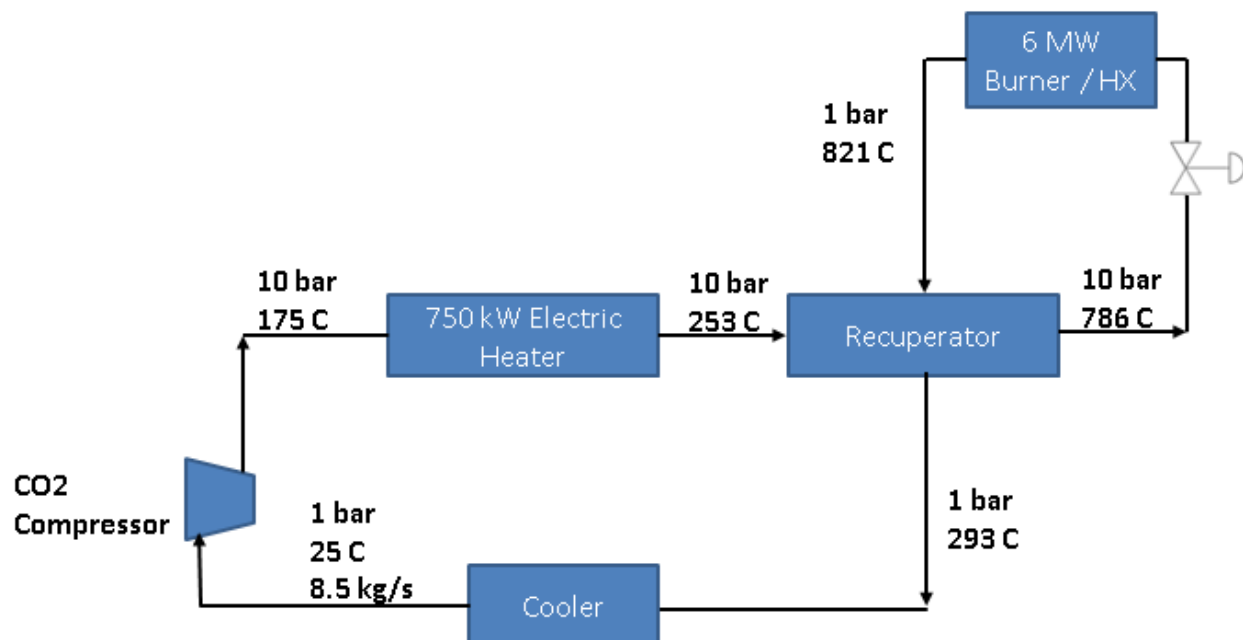 6 MW
Burner / HX
1 bar
821 C
10 bar
175 C
750 kW Electric
Heater
10 bar
253 C
Recuperator
10 bar
786 C
CO2
Compressor
1 bar
25 C
8.5 kg/s
Cooler
1 bar
293 C